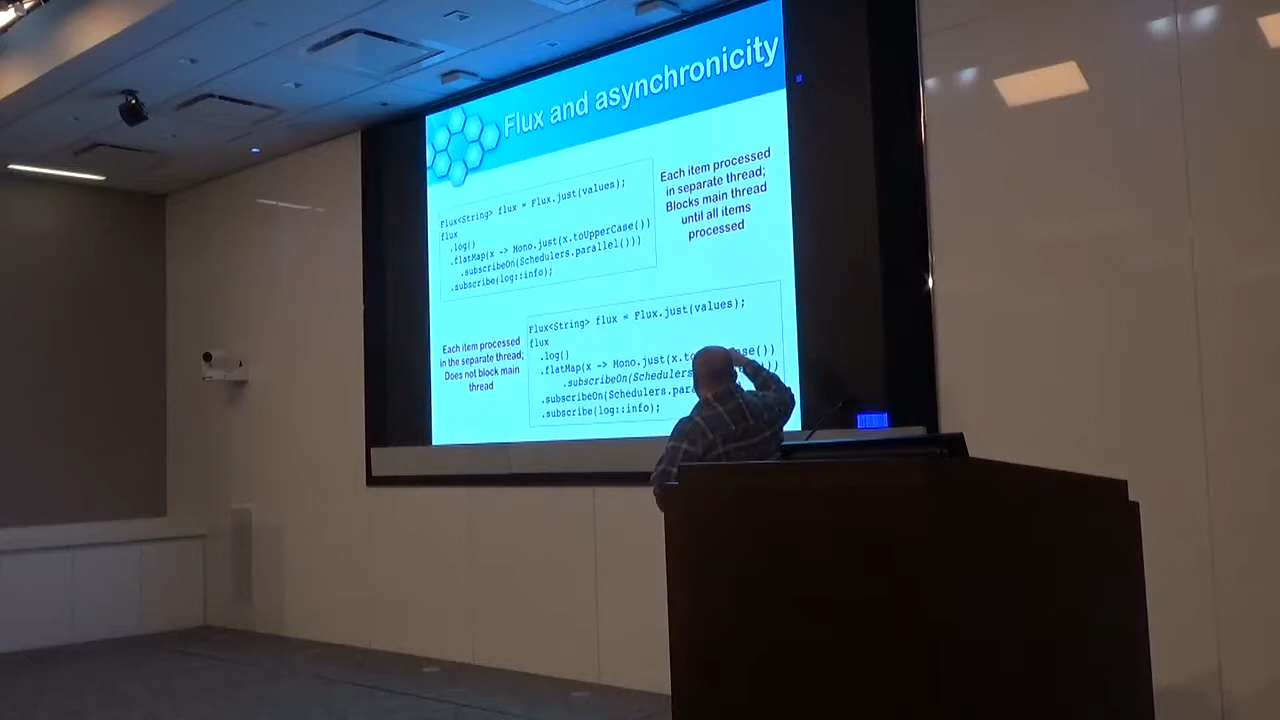 Flux and asynchronicity
Flux<String> flux = Flux.just(values);
flux
.log()
.flatMap(x -> Mono.just(x.toUpperCase())
.subscribeOn(Schedulers.parallel()))
.subscribe(log::info);
Each item processed
in separate thread;
Blocks main thread
until all items
processed
Each item processed
in the separate thread;
Does not block main
thread
Flux<String> flux = Flux.just(values);
flux
.log()
.flatMap(x -> Mono.just(x.to Case())
.subscribeOn(Schedulers ))
.subscribeOn(Schedulers.par
.subscribe(log::info);